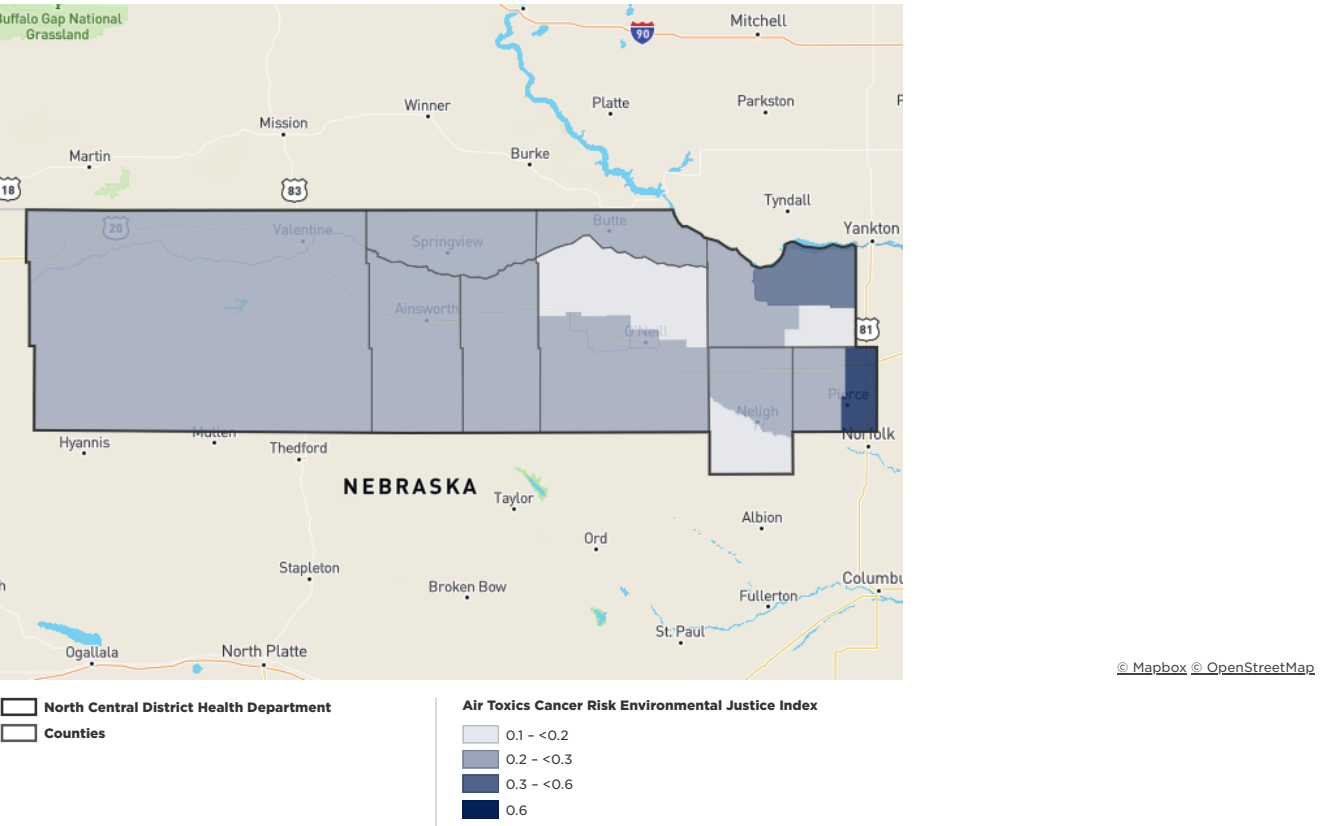 Buffalo Gap National
Grassland
90
Mitchell
Winner
Platte
Parkston
Mission
Martin
Burke
18
83
Tyndall
20
Valentine
Butte
Springview
Yankton
Ainsworth
O'Neill
81
Pierce
Neligh
Hyannis
Mullen
Thedford
Norfolk
NEBRASKA
Taylor
Albion
Ord
Stapleton
Broken Bow
Columbu
Fullerton
St. Paul
Ogallala
North Platte
© Mapbox © OpenStreetMap
North Central District Health Department
Counties
Air Toxics Cancer Risk Environmental Justice Index
0.1 – <0.2
0.2 – <0.3
0.3 – <0.6
0.6